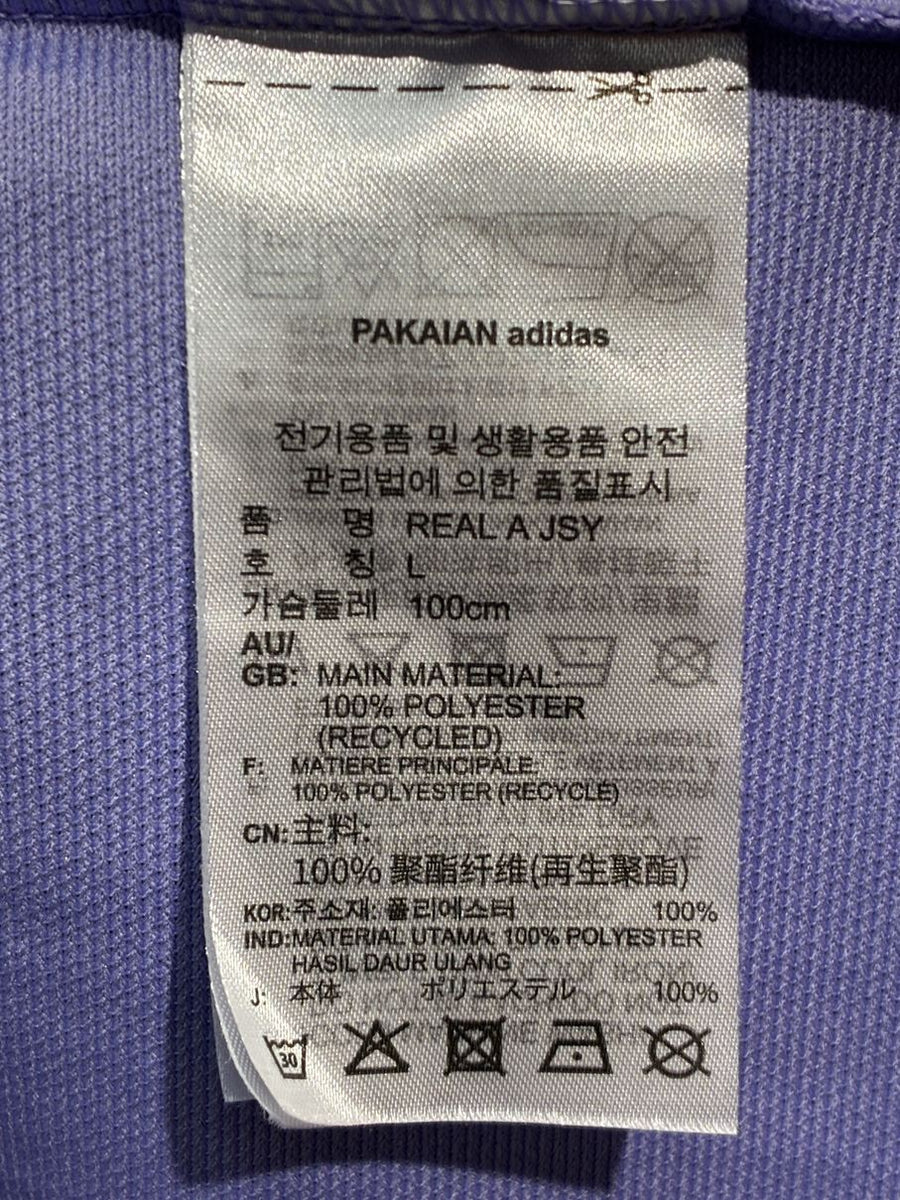 PAKAIAN adidas
전기용품 및 생활용품 안전
관리법에 의한 품질표시
품 명 REAL A JSY
호 칭 L
가슴둘레 100cm
AU/
GB: MAIN MATERIAL:
100% POLYESTER
(RECYCLED)
F: MATIERE PRINCIPALE:
100% POLYESTER (RECYCLÉ)
CN: 主料:
100% 聚酯纤维(再生聚酯)
KOR: 주소재: 폴리에스터 100%
IND: MATERIAL UTAMA: 100% POLYESTER
HASIL DAUR ULANG
J: 本体 ポリエステル 100%
30